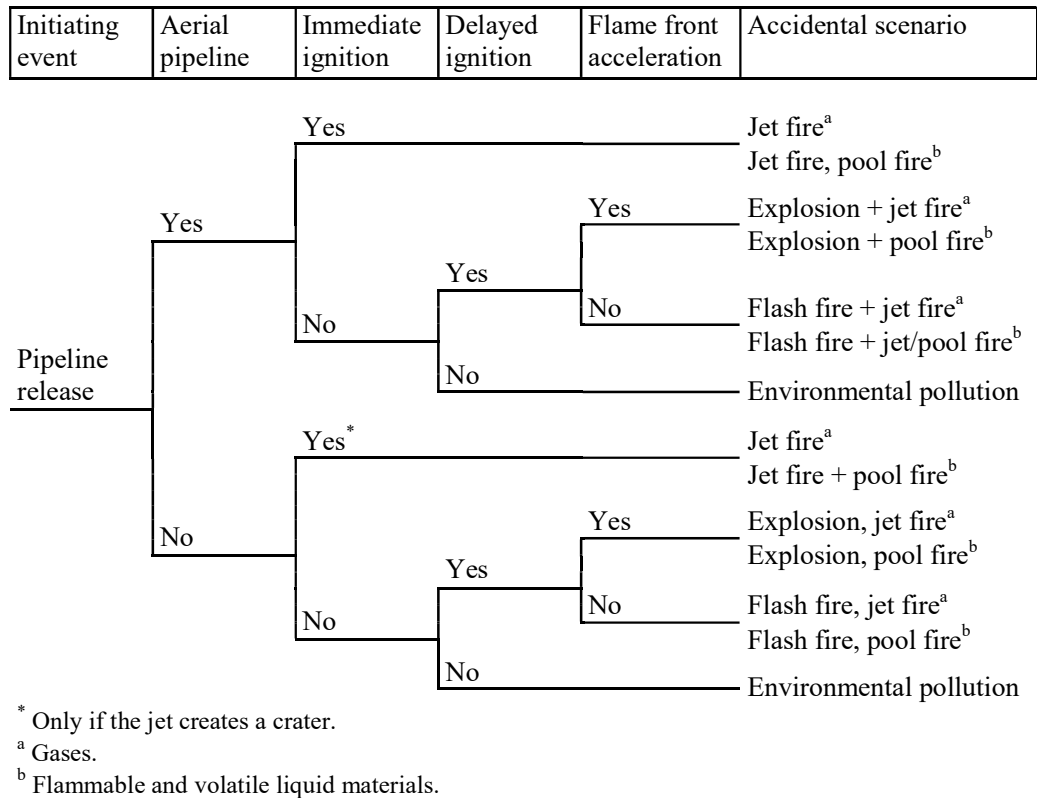 Initiating event
Aerial pipeline
Immediate ignition
Delayed ignition
Flame front acceleration
Accidental scenario
Yes
Jet fire^a
Jet fire, pool fire^b
Yes
Yes
Explosion + jet fire^a
Explosion + pool fire^b
Yes
No
No
Flash fire + jet fire^a
Flash fire + jet/pool fire^b
Pipeline
release
No
Environmental pollution
Yes^*
Jet fire^a
Jet fire + pool fire^b
No
Yes
Explosion, jet fire^a
Explosion, pool fire^b
Yes
No
No
Flash fire, jet fire^a
Flash fire, pool fire^b
No
Environmental pollution
^* Only if the jet creates a crater.
^a Gases.
^b Flammable and volatile liquid materials.